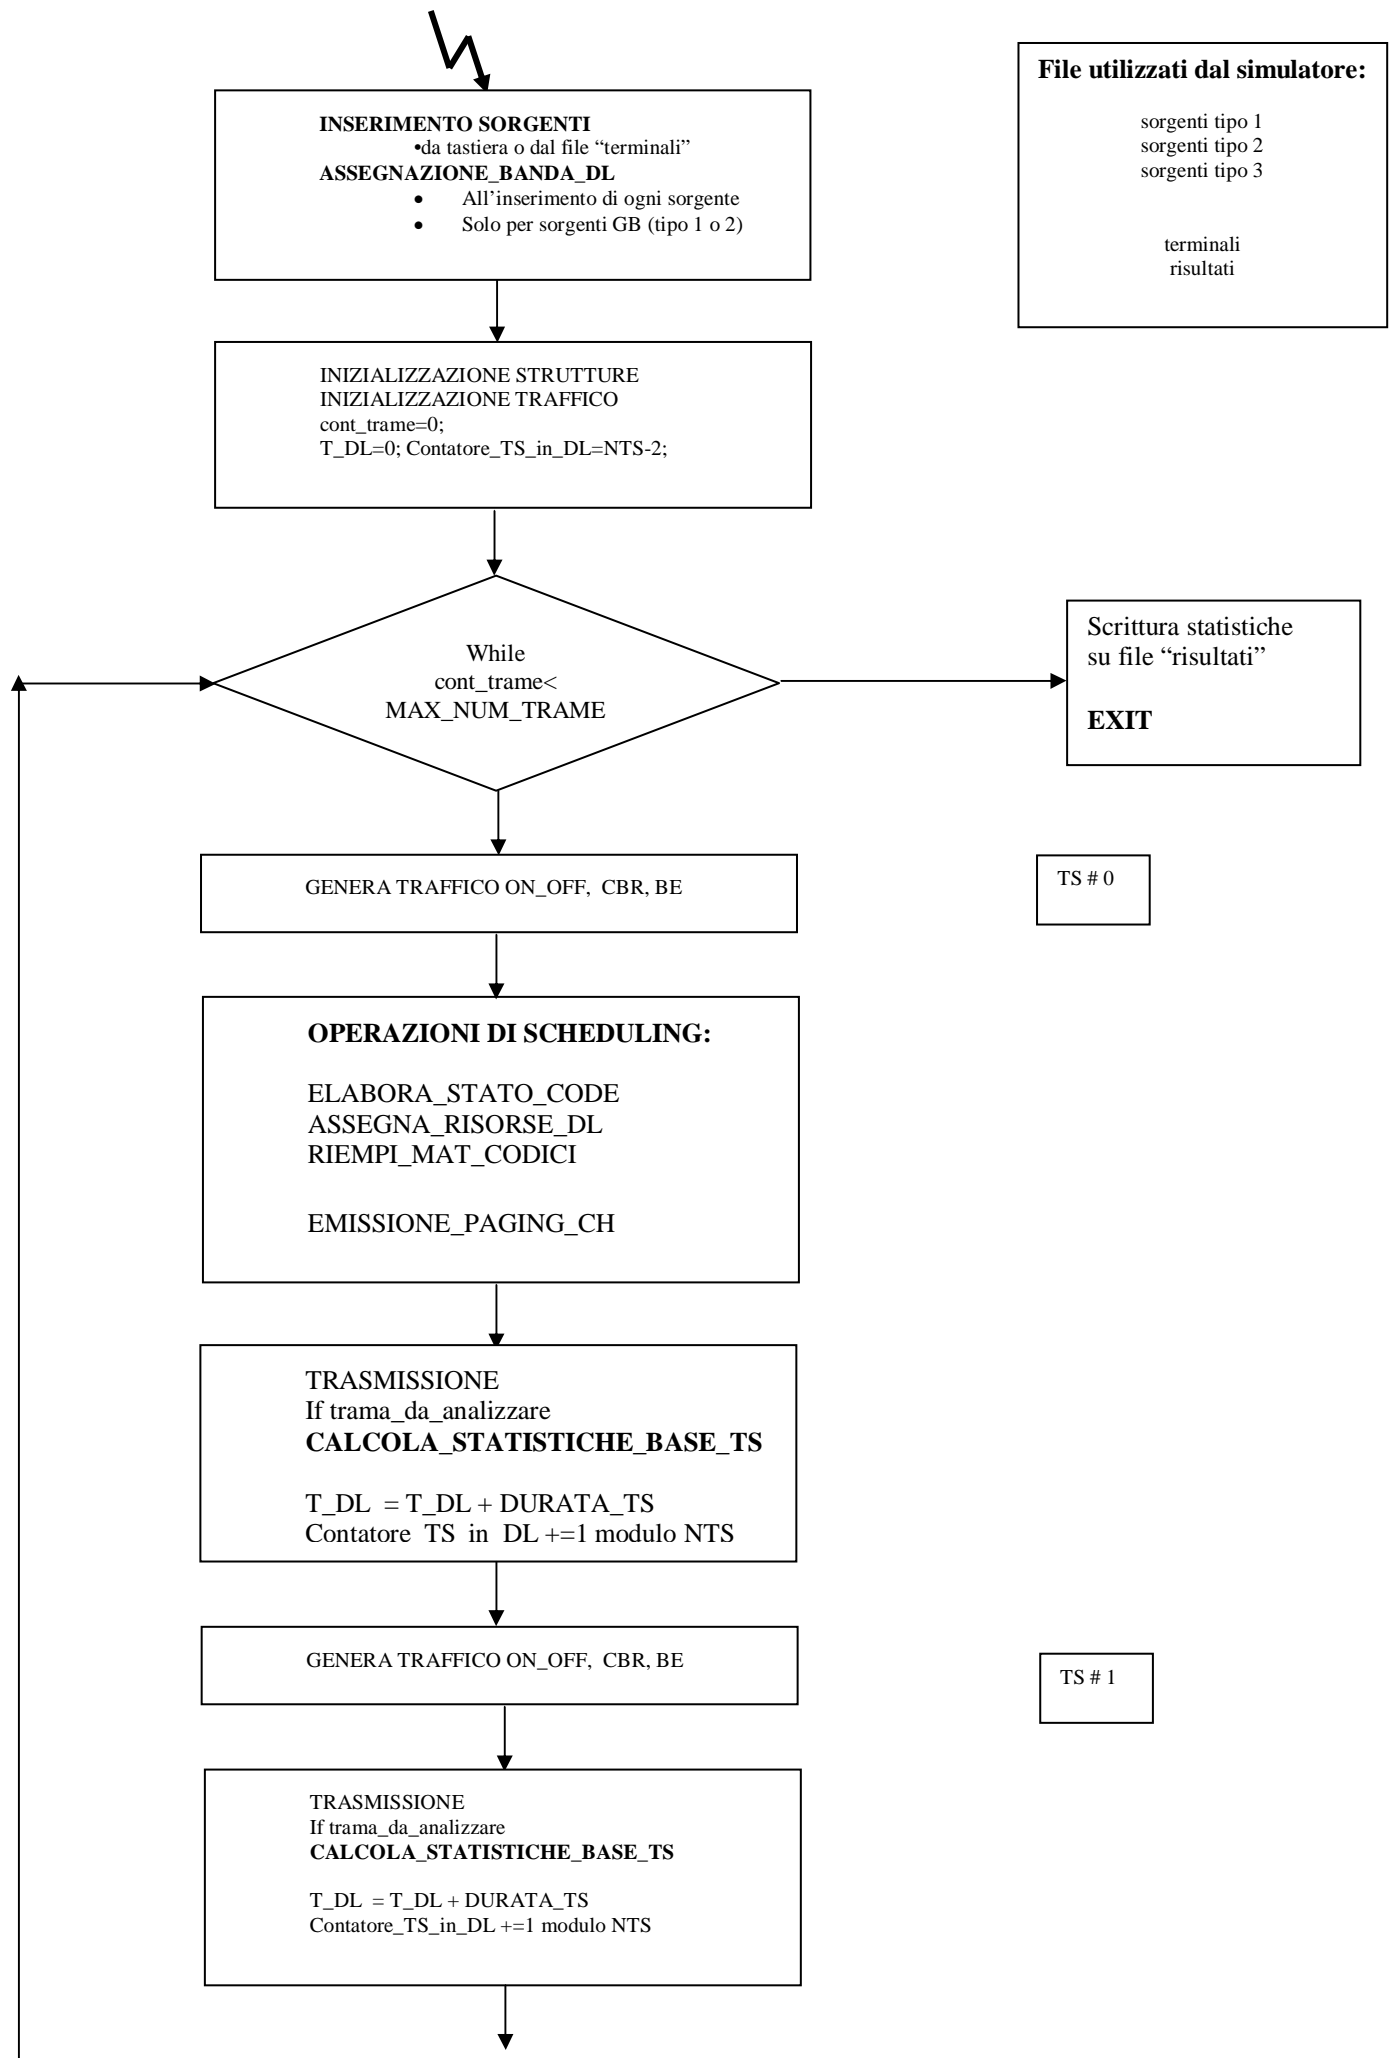 File utilizzati dal simulatore:
sorgenti tipo 1
sorgenti tipo 2
sorgenti tipo 3
terminali
risultati
INSERIMENTO SORGENTI
•da tastiera o dal file “terminali”
ASSEGNAZIONE_BANDA_DL
• All’inserimento di ogni sorgente
• Solo per sorgenti GB (tipo 1 o 2)
INIZIALIZZAZIONE STRUTTURE
INIZIALIZZAZIONE TRAFFICO
cont_trame=0;
T_DL=0; Contatore_TS_in_DL=NTS-2;
While
cont_trame<
MAX_NUM_TRAME
Scrittura statistiche
su file “risultati”
EXIT
GENERA TRAFFICO ON_OFF, CBR, BE
TS # 0
OPERAZIONI DI SCHEDULING:
ELABORA_STATO_CODE
ASSEGNA_RISORSE_DL
RIEMPI_MAT_CODICI
EMISSIONE_PAGING_CH
TRASMISSIONE
If trama_da_analizzare
CALCOLA_STATISTICHE_BASE_TS
T_DL = T_DL + DURATA_TS
Contatore TS in DL +=1 modulo NTS
GENERA TRAFFICO ON_OFF, CBR, BE
TS # 1
TRASMISSIONE
If trama_da_analizzare
CALCOLA_STATISTICHE_BASE_TS
T_DL = T_DL + DURATA_TS
Contatore_TS_in_DL +=1 modulo NTS